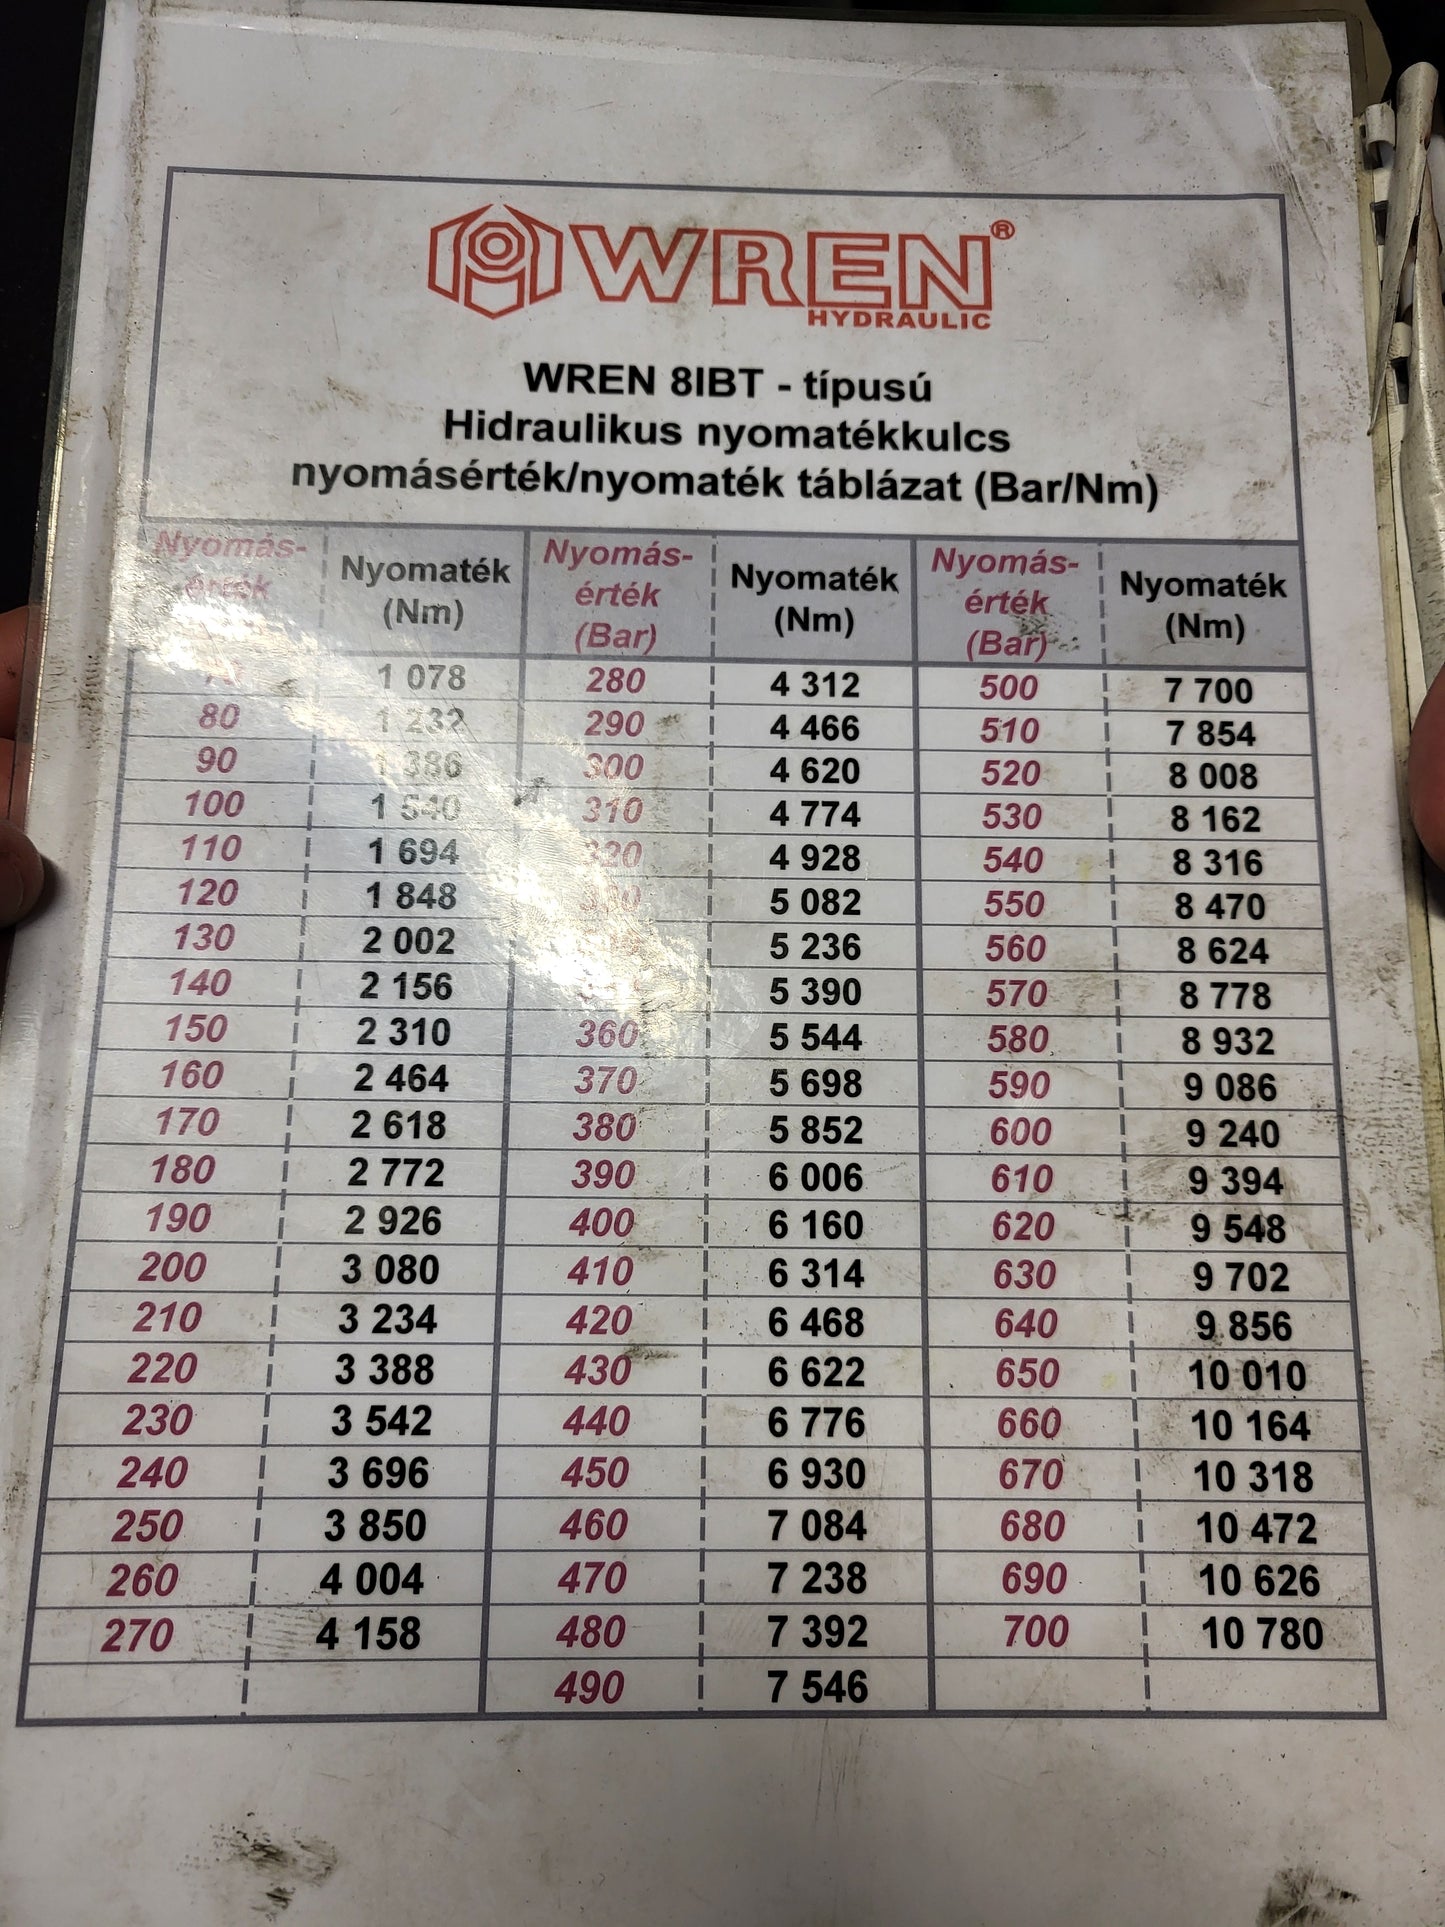 WREN®
HYDRAULIC
WREN 8IBT - típusú
Hidraulikus nyomatékkulcs
nyomásérték/nyomaték táblázat (Bar/Nm)
Nyomás-érték Nyomaték (Nm) Nyomás-érték (Bar) Nyomaték (Nm) Nyomás-érték (Bar) Nyomaték (Nm)
1 078 280 4 312 500 7 700
80 1 232 290 4 466 510 7 854
90 1 386 300 4 620 520 8 008
100 1 540 310 4 774 530 8 162
110 1 694 320 4 928 540 8 316
120 1 848 330 5 082 550 8 470
130 2 002 5 236 560 8 624
140 2 156 5 390 570 8 778
150 2 310 360 5 544 580 8 932
160 2 464 370 5 698 590 9 086
170 2 618 380 5 852 600 9 240
180 2 772 390 6 006 610 9 394
190 2 926 400 6 160 620 9 548
200 3 080 410 6 314 630 9 702
210 3 234 420 6 468 640 9 856
220 3 388 430 6 622 650 10 010
230 3 542 440 6 776 660 10 164
240 3 696 450 6 930 670 10 318
250 3 850 460 7 084 680 10 472
260 4 004 470 7 238 690 10 626
270 4 158 480 7 392 700 10 780
490 7 546